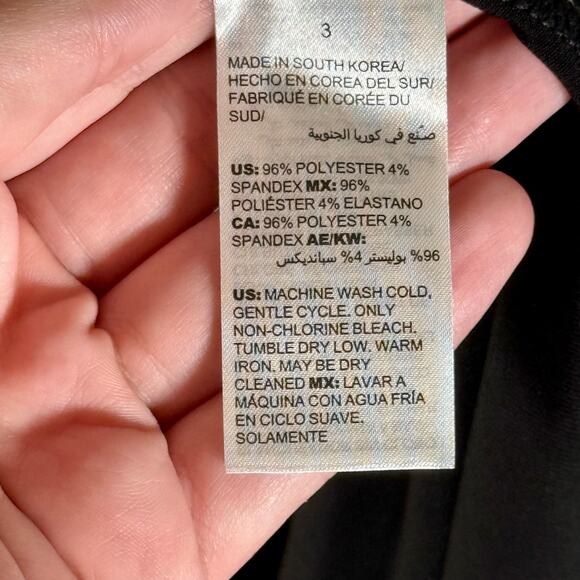 3
MADE IN SOUTH KOREA/
HECHO EN COREA DEL SUR/
FABRIQUÉ EN CORÉE DU
SUD/
صنّع في كوريا الجنوبية
US: 96% POLYESTER 4%
SPANDEX MX: 96%
POLIÉSTER 4% ELASTANO
CA: 96% POLYESTER 4%
SPANDEX AE/KW:
96% بوليستر 4% سبانديكس
US: MACHINE WASH COLD,
GENTLE CYCLE. ONLY
NON-CHLORINE BLEACH.
TUMBLE DRY LOW. WARM
IRON. MAY BE DRY
CLEANED MX: LAVAR A
MÁQUINA CON AGUA FRÍA
EN CICLO SUAVE.
SOLAMENTE